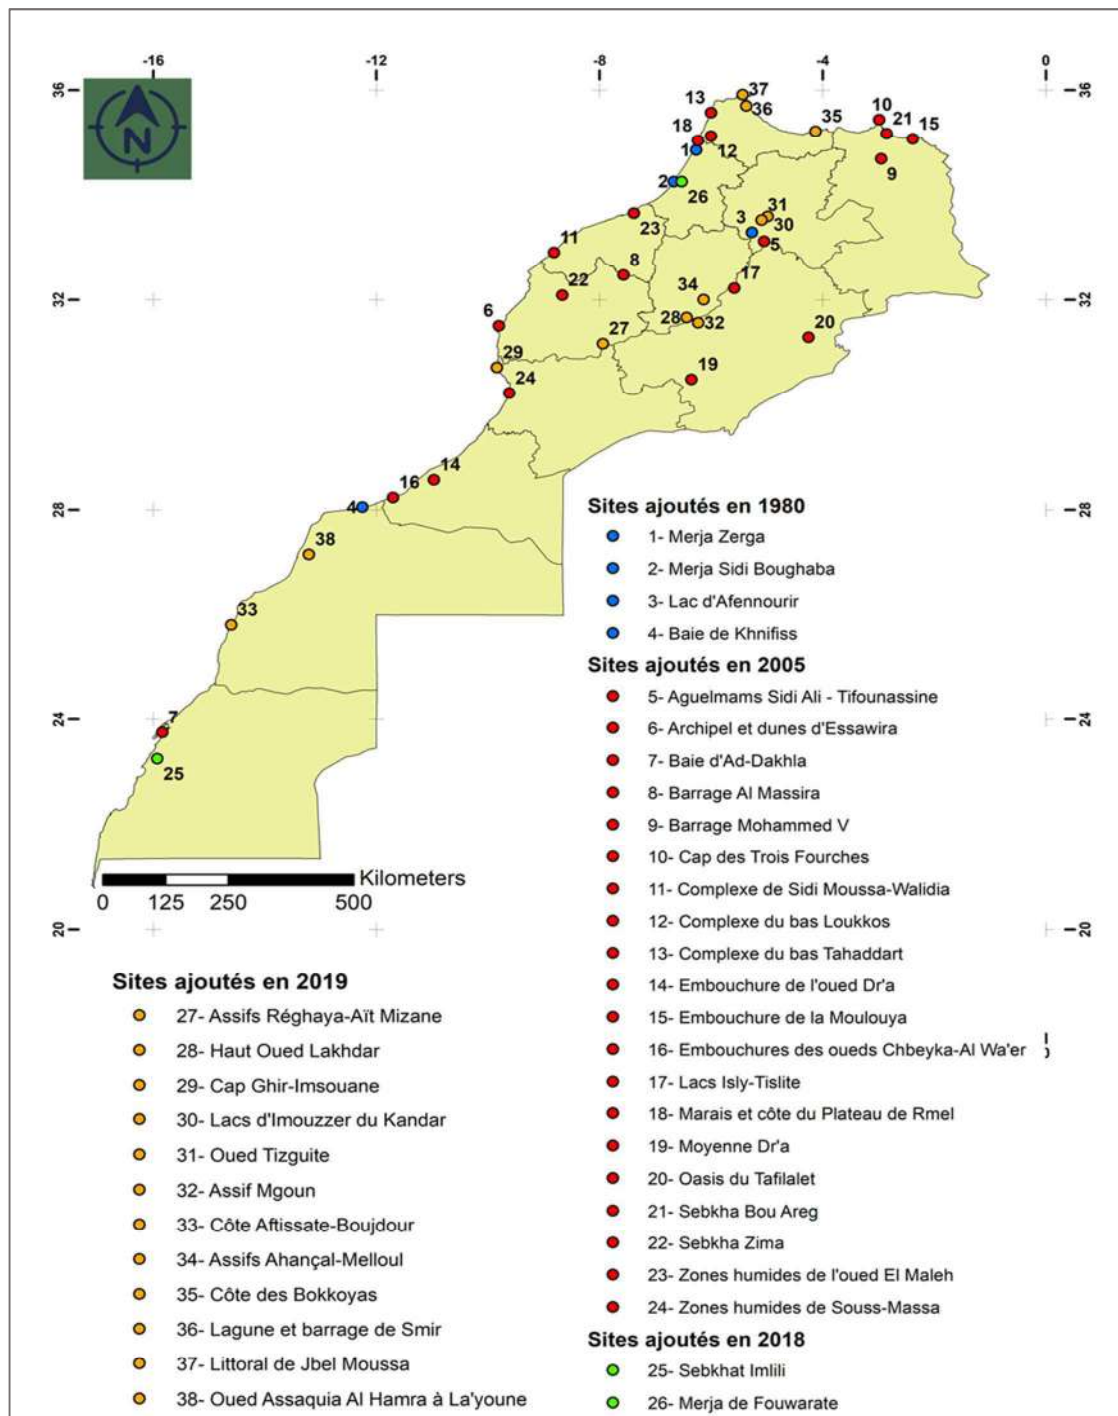 -16 -12 -8 -4 0
36 36
37
13 36 10
35 21 15
18
1 12 9
2
26 31
3 30
23
11 5
8
22 17
32 34 32
6 28 32 20
27
29
24 19
14
16
28 4 28
38
33
24 7 24
25
Kilometers
0 125 250 500
20 20
N
Sites ajoutés en 1980
1- Merja Zerga
2- Merja Sidi Boughaba
3- Lac d'Afennourir
4- Baie de Khnifiss
Sites ajoutés en 2005
5- Aguelmams Sidi Ali - Tifounassine
6- Archipel et dunes d'Essawira
7- Baie d'Ad-Dakhla
8- Barrage Al Massira
9- Barrage Mohammed V
10- Cap des Trois Fourches
11- Complexe de Sidi Moussa-Walidia
12- Complexe du bas Loukkos
13- Complexe du bas Tahaddart
14- Embouchure de l'oued Dr'a
15- Embouchure de la Moulouya
16- Embouchures des oueds Chbeyka-Al Wa'er
17- Lacs Isly-Tislite
18- Marais et côte du Plateau de Rmel
19- Moyenne Dr'a
20- Oasis du Tafilalet
21- Sebkha Bou Areg
22- Sebkha Zima
23- Zones humides de l'oued El Maleh
24- Zones humides de Souss-Massa
Sites ajoutés en 2018
25- Sebkhat Imlili
26- Merja de Fouwarate
Sites ajoutés en 2019
27- Assifs Réghaya-Aït Mizane
28- Haut Oued Lakhdar
29- Cap Ghir-Imsouane
30- Lacs d'Imouzzer du Kandar
31- Oued Tizguite
32- Assif Mgoun
33- Côte Aftissate-Boujdour
34- Assifs Ahançal-Melloul
35- Côte des Bokkoyas
36- Lagune et barrage de Smir
37- Littoral de Jbel Moussa
38- Oued Assaquia Al Hamra à La'youne